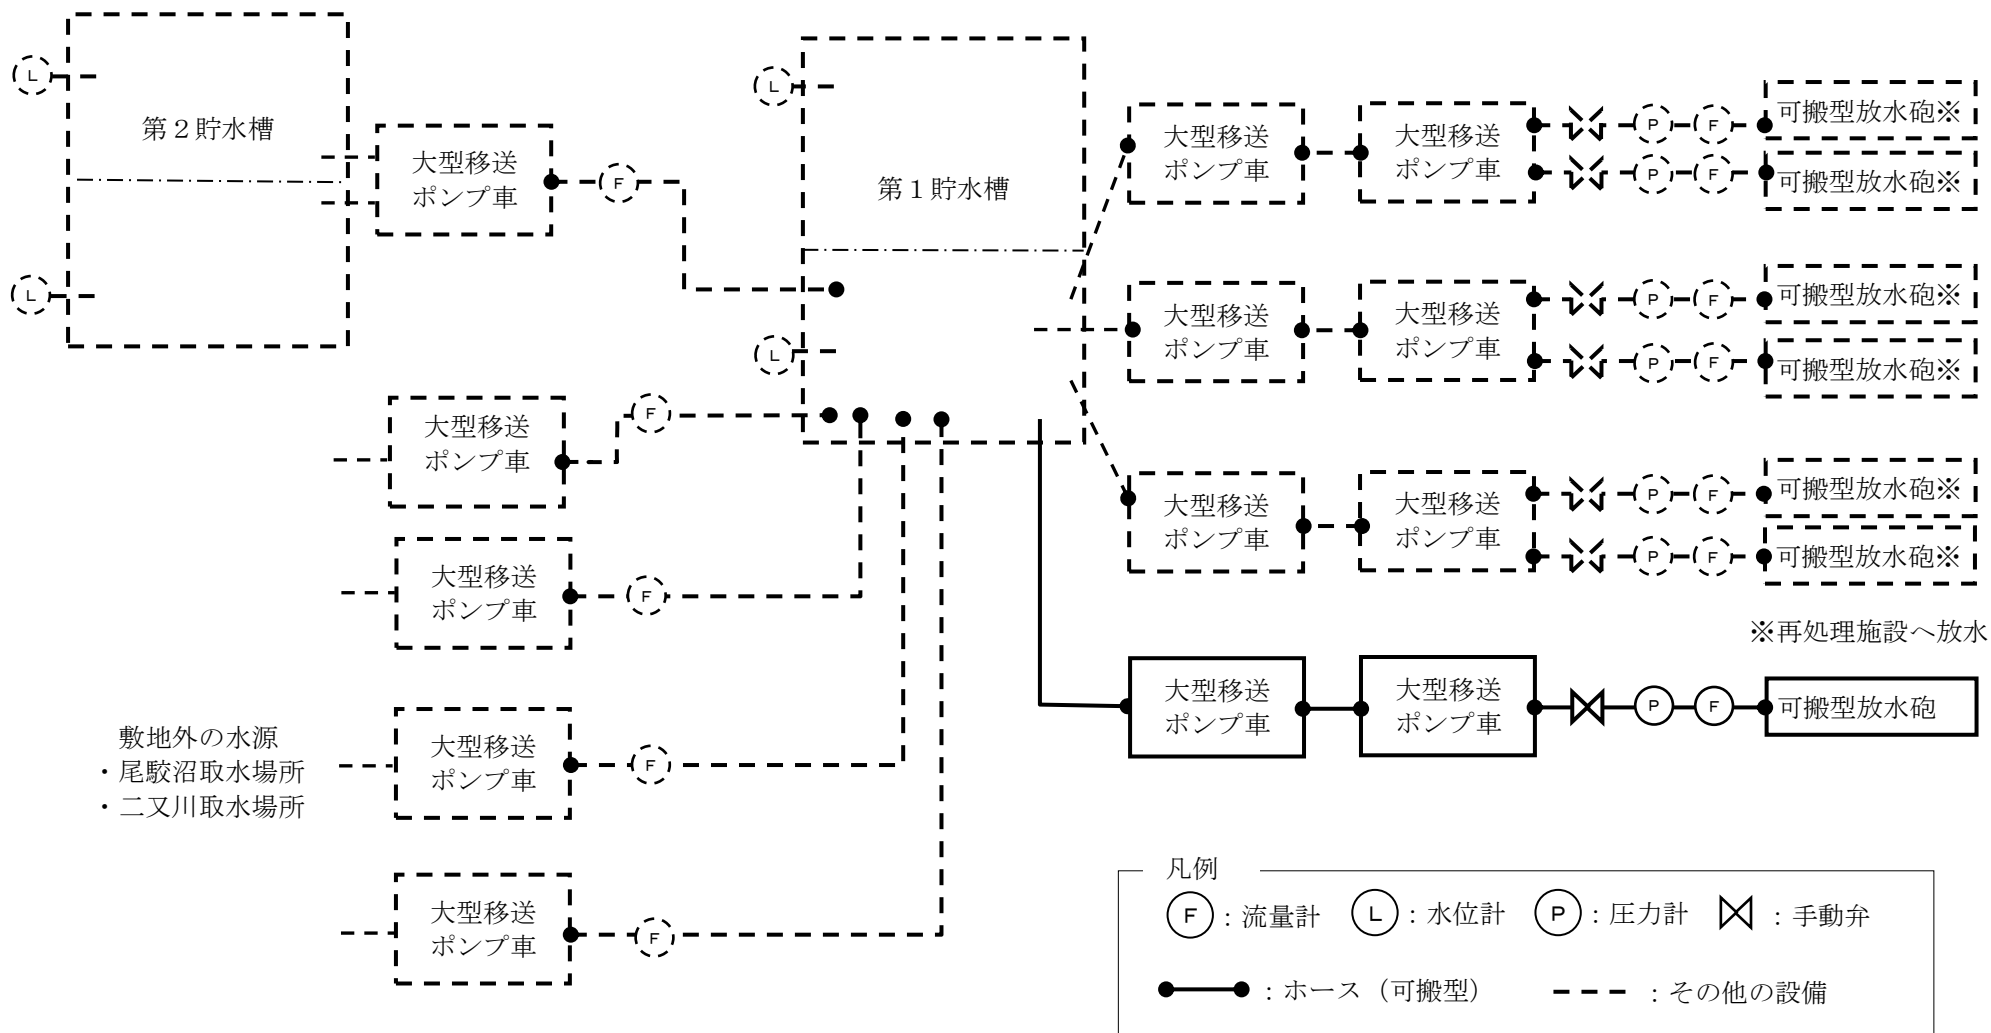 L
第２貯水槽
L
大型移送
ポンプ車
F
L
第１貯水槽
L
大型移送
ポンプ車
F
大型移送
ポンプ車
F
大型移送
ポンプ車
F
大型移送
ポンプ車
F
敷地外の水源
・尾駮沼取水場所
・二又川取水場所
大型移送
ポンプ車
大型移送
ポンプ車
P
F
可搬型放水砲※
P
F
可搬型放水砲※
大型移送
ポンプ車
大型移送
ポンプ車
P
F
可搬型放水砲※
P
F
可搬型放水砲※
大型移送
ポンプ車
大型移送
ポンプ車
P
F
可搬型放水砲※
P
F
可搬型放水砲※
※再処理施設へ放水
大型移送
ポンプ車
大型移送
ポンプ車
P
F
可搬型放水砲
凡例
F：流量計 L：水位計 P：圧力計 ：手動弁
：ホース（可搬型） ：その他の設備